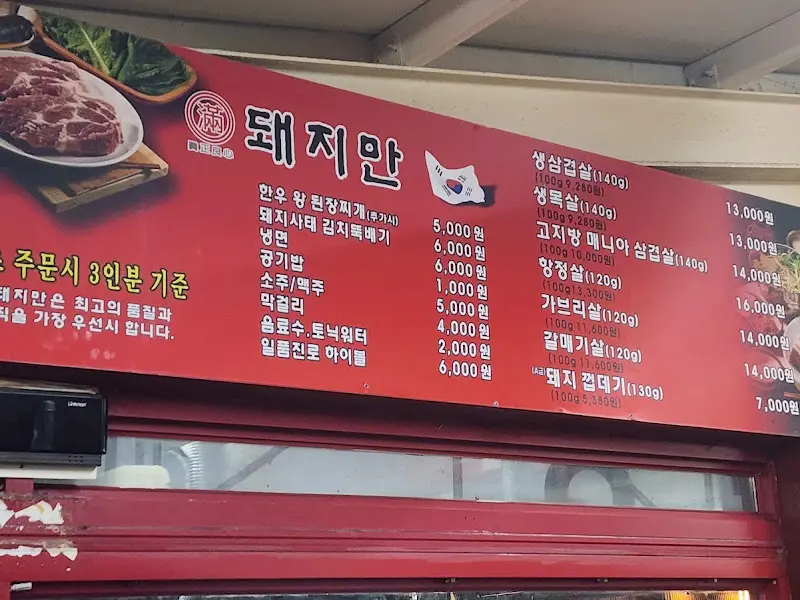 滿
真正良心
돼지만
한우 왕 된장찌개(추가시) 5,000원
돼지사태 김치뚝배기 6,000원
냉면 6,000원
공기밥 1,000원
소주/맥주 5,000원
막걸리 4,000원
음료수.토닉워터 2,000원
일품진로 하이볼 6,000원
생삼겹살(140g) 13,000원
(100g 9,280원)
생목살(140g) 13,000원
(100g 9,280원)
고지방 매니아 삼겹살(140g) 14,000원
(100g 10,000원)
항정살(120g) 16,000원
(100g13,300원)
가브리살(120g) 14,000원
(100g 11,600원)
갈매기살(120g) 14,000원
(100g 11,600원)
(A급)돼지 껍데기(130g) 7,000원
(100g 5,380원)
주문시 3인분 기준
돼지만은 최고의 품질과
을 가장 우선시 합니다.
Linkman